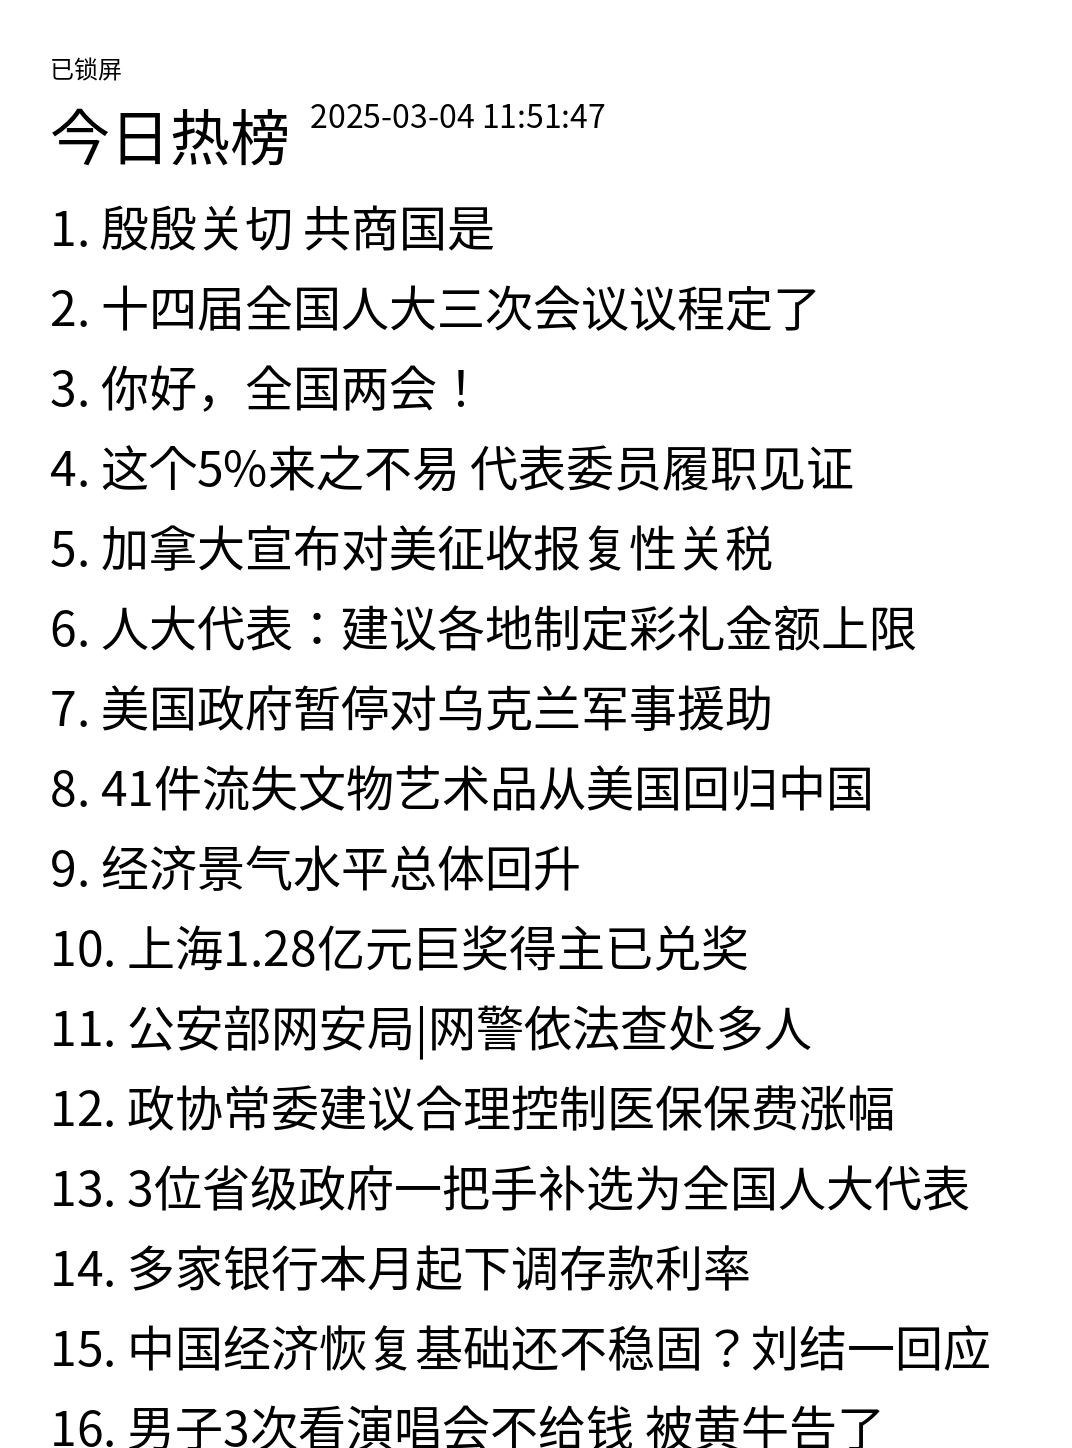 已锁屏
今日热榜 2025-03-04 11:51:47
1. 殷殷关切 共商国是
2. 十四届全国人大三次会议议程定了
3. 你好，全国两会！
4. 这个5%来之不易 代表委员履职见证
5. 加拿大宣布对美征收报复性关税
6. 人大代表：建议各地制定彩礼金额上限
7. 美国政府暂停对乌克兰军事援助
8. 41件流失文物艺术品从美国回归中国
9. 经济景气水平总体回升
10. 上海1.28亿元巨奖得主已兑奖
11. 公安部网安局|网警依法查处多人
12. 政协常委建议合理控制医保保费涨幅
13. 3位省级政府一把手补选为全国人大代表
14. 多家银行本月起下调存款利率
15. 中国经济恢复基础还不稳固？刘结一回应
16. 男子3次看演唱会不给钱 被黄牛告了